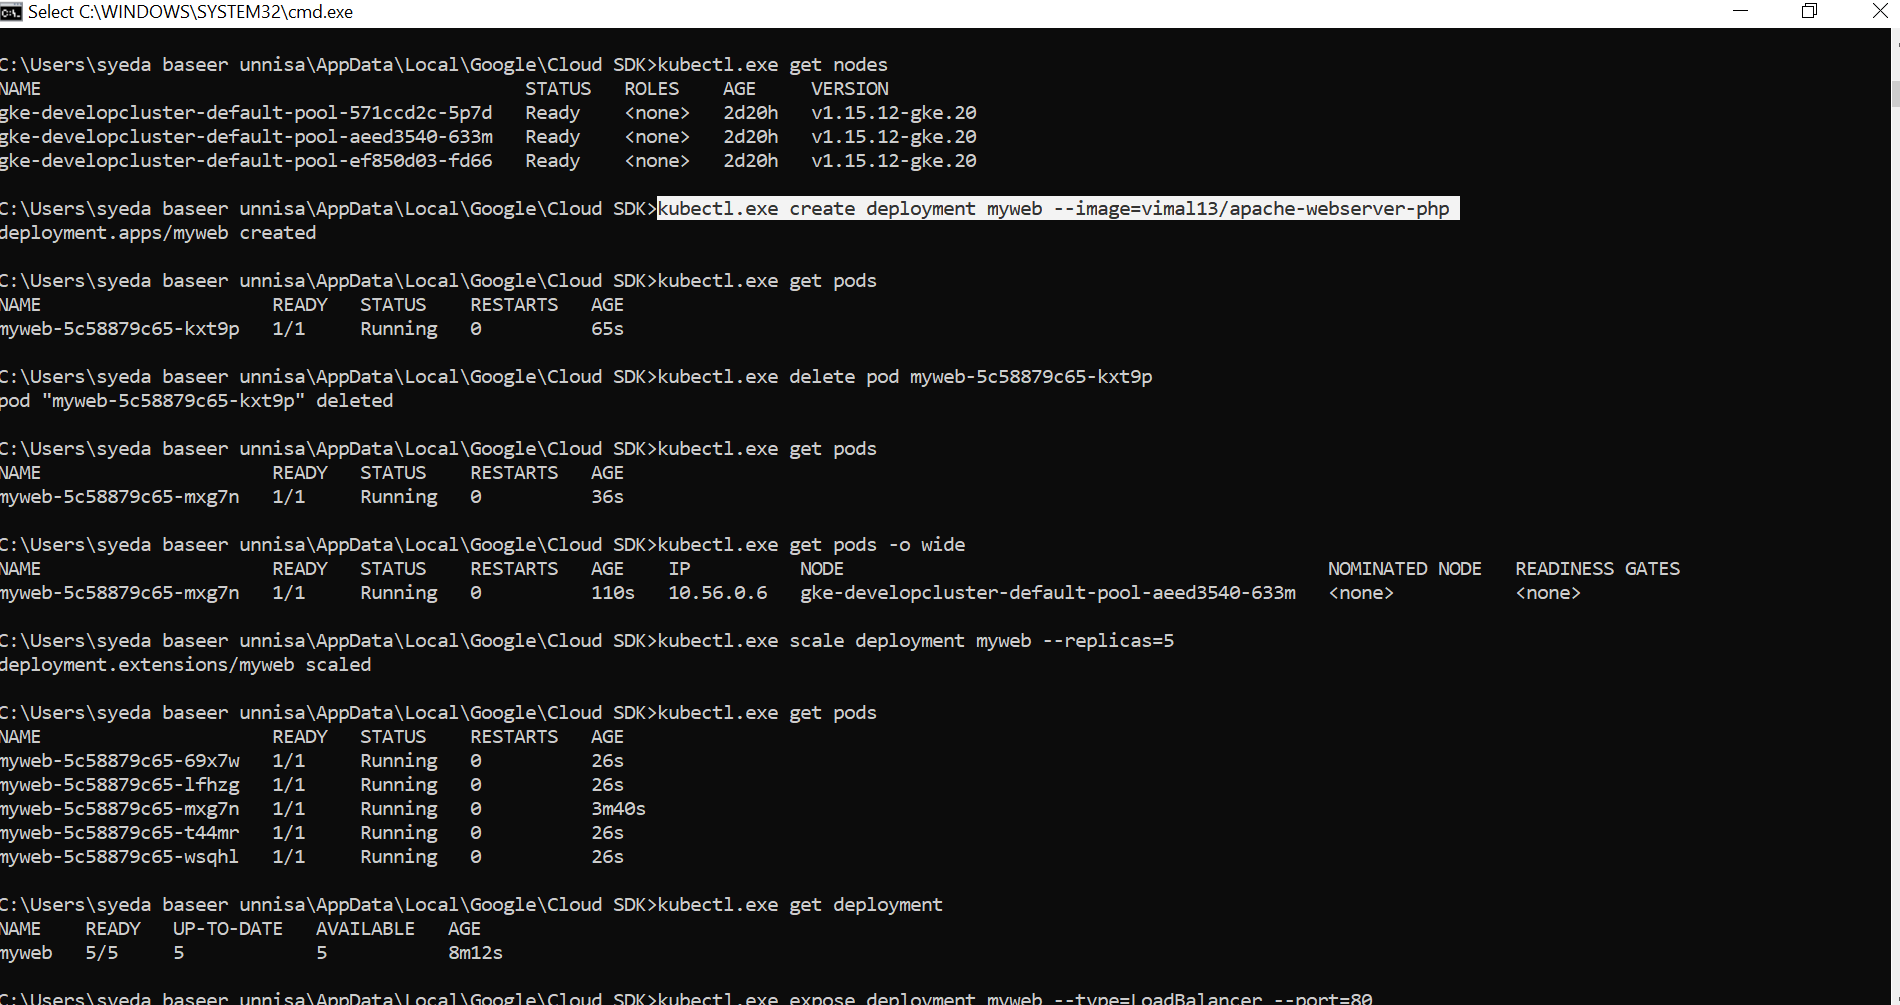 Select C:\WINDOWS\SYSTEM32\cmd.exe
C:\Users\syeda baseer unnisa\AppData\Local\Google\Cloud SDK>kubectl.exe get nodes
NAME STATUS ROLES AGE VERSION
gke-developcluster-default-pool-571ccd2c-5p7d Ready <none> 2d20h v1.15.12-gke.20
gke-developcluster-default-pool-aeed3540-633m Ready <none> 2d20h v1.15.12-gke.20
gke-developcluster-default-pool-ef850d03-fd66 Ready <none> 2d20h v1.15.12-gke.20
C:\Users\syeda baseer unnisa\AppData\Local\Google\Cloud SDK>kubectl.exe create deployment myweb --image=vimal13/apache-webserver-php
deployment.apps/myweb created
C:\Users\syeda baseer unnisa\AppData\Local\Google\Cloud SDK>kubectl.exe get pods
NAME READY STATUS RESTARTS AGE
myweb-5c58879c65-kxt9p 1/1 Running 0 65s
C:\Users\syeda baseer unnisa\AppData\Local\Google\Cloud SDK>kubectl.exe delete pod myweb-5c58879c65-kxt9p
pod "myweb-5c58879c65-kxt9p" deleted
C:\Users\syeda baseer unnisa\AppData\Local\Google\Cloud SDK>kubectl.exe get pods
NAME READY STATUS RESTARTS AGE
myweb-5c58879c65-mxg7n 1/1 Running 0 36s
C:\Users\syeda baseer unnisa\AppData\Local\Google\Cloud SDK>kubectl.exe get pods -o wide
NAME READY STATUS RESTARTS AGE IP NODE NOMINATED NODE READINESS GATES
myweb-5c58879c65-mxg7n 1/1 Running 0 110s 10.56.0.6 gke-developcluster-default-pool-aeed3540-633m <none> <none>
C:\Users\syeda baseer unnisa\AppData\Local\Google\Cloud SDK>kubectl.exe scale deployment myweb --replicas=5
deployment.extensions/myweb scaled
C:\Users\syeda baseer unnisa\AppData\Local\Google\Cloud SDK>kubectl.exe get pods
NAME READY STATUS RESTARTS AGE
myweb-5c58879c65-69x7w 1/1 Running 0 26s
myweb-5c58879c65-lfhzg 1/1 Running 0 26s
myweb-5c58879c65-mxg7n 1/1 Running 0 3m40s
myweb-5c58879c65-t44mr 1/1 Running 0 26s
myweb-5c58879c65-wsqhl 1/1 Running 0 26s
C:\Users\syeda baseer unnisa\AppData\Local\Google\Cloud SDK>kubectl.exe get deployment
NAME READY UP-TO-DATE AVAILABLE AGE
myweb 5/5 5 5 8m12s
C:\Users\syeda baseer unnisa\AppData\Local\Google\Cloud SDK>kubectl.exe expose deployment myweb --type=LoadBalancer --port=80